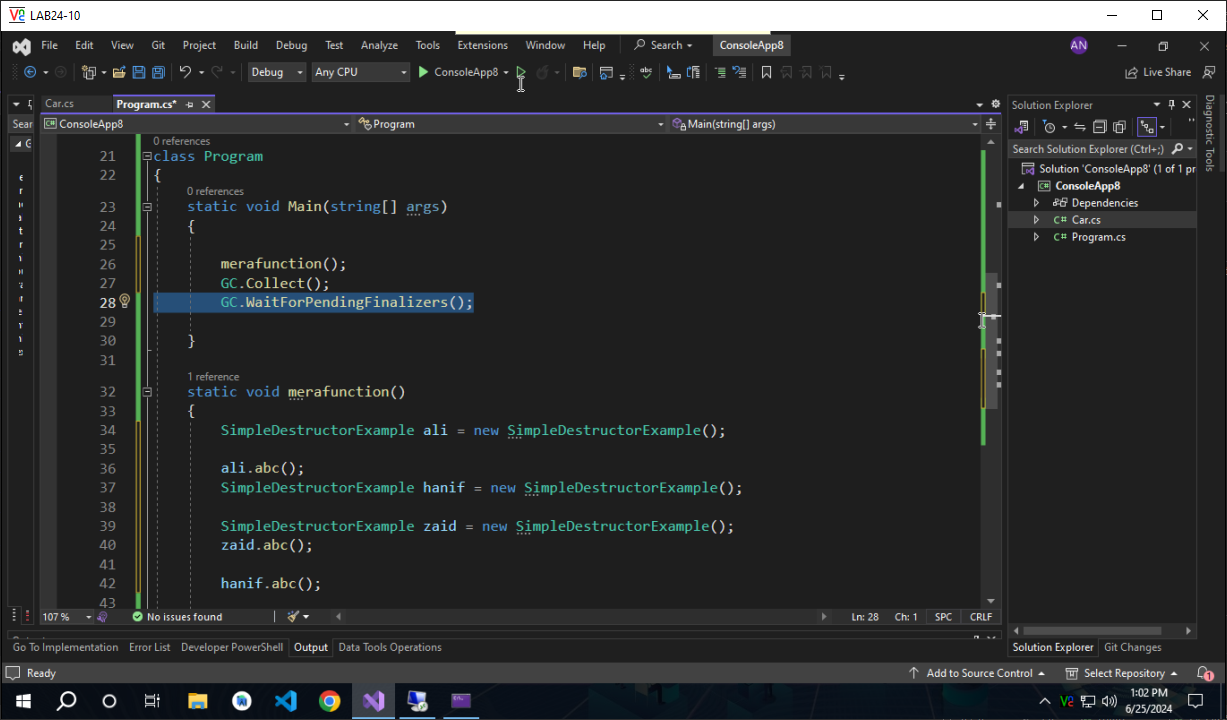 LAB24-10
File Edit View Git Project Build Debug Test Analyze Tools Extensions Window Help Search ConsoleApp8 AN
Debug Any CPU ConsoleApp8 Live Share
Car.cs Program.cs*
Sear
ConsoleApp8 Program Main(string[] args)
0 references
21 class Program
22 {
0 references
23 static void Main(string[] args)
24 {
25
26 merafunction();
27 GC.Collect();
28 GC.WaitForPendingFinalizers();
29
30 }
31
1 reference
32 static void merafunction()
33 {
34 SimpleDestructorExample ali = new SimpleDestructorExample();
35
36 ali.abc();
37 SimpleDestructorExample hanif = new SimpleDestructorExample();
38
39 SimpleDestructorExample zaid = new SimpleDestructorExample();
40 zaid.abc();
41
42 hanif.abc();
43
107 % No issues found Ln: 28 Ch: 1 SPC CRLF
Solution Explorer
Search Solution Explorer (Ctrl+;)
Solution 'ConsoleApp8' (1 of 1 pr
ConsoleApp8
Dependencies
C# Car.cs
C# Program.cs
Diagnostic Tools
Solution Explorer Git Changes
Go To Implementation Error List Developer PowerShell Output Data Tools Operations
Ready Add to Source Control Select Repository 1
1:02 PM
6/25/2024